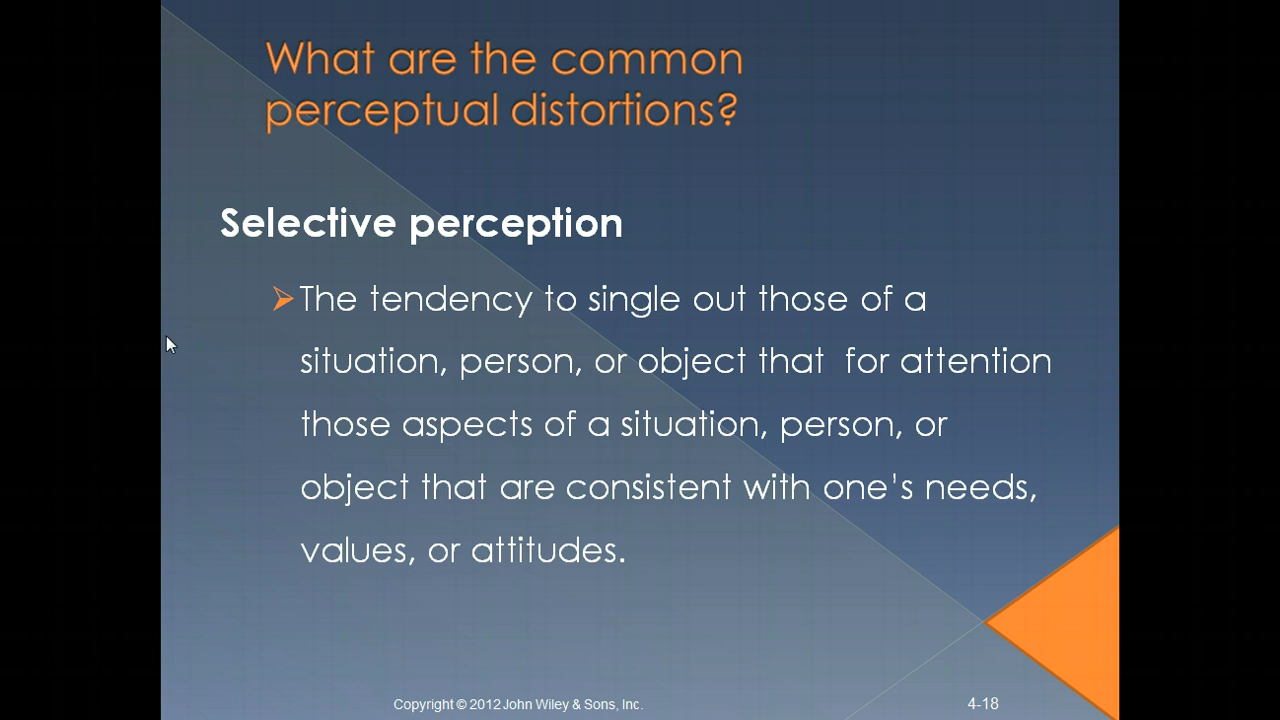 What are the common
perceptual distortions?
Selective perception
The tendency to single out those of a
situation, person, or object that  for attention
those aspects of a situation, person, or
object that are consistent with one's needs,
values, or attitudes.
Copyright © 2012 John Wiley & Sons, Inc.
4-18